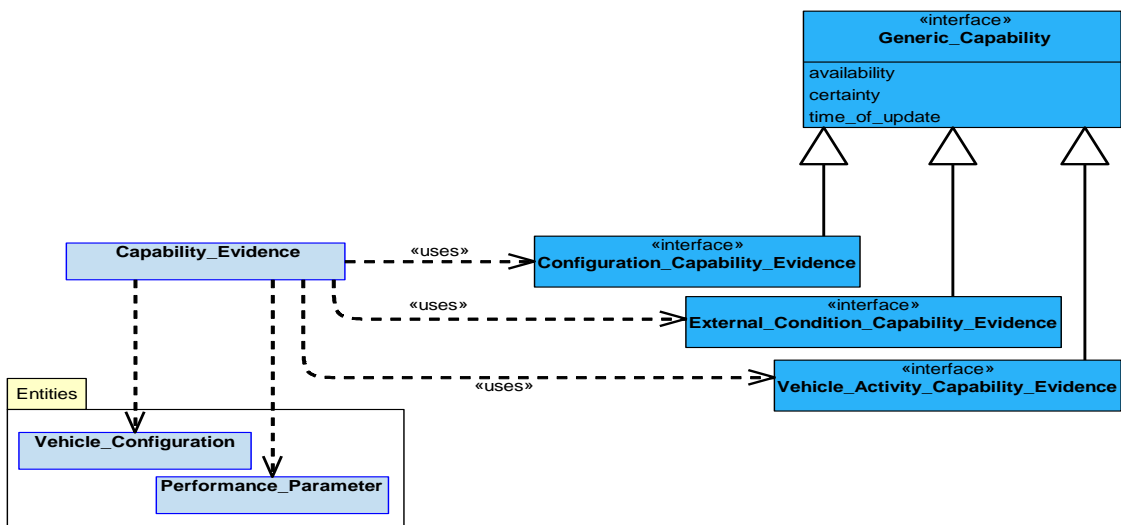 «interface»
Generic_Capability
availability
certainty
time_of_update
Capability_Evidence
«uses»
«interface»
Configuration_Capability_Evidence
«uses»
«interface»
External_Condition_Capability_Evidence
«uses»
«interface»
Vehicle_Activity_Capability_Evidence
Entities
Vehicle_Configuration
Performance_Parameter